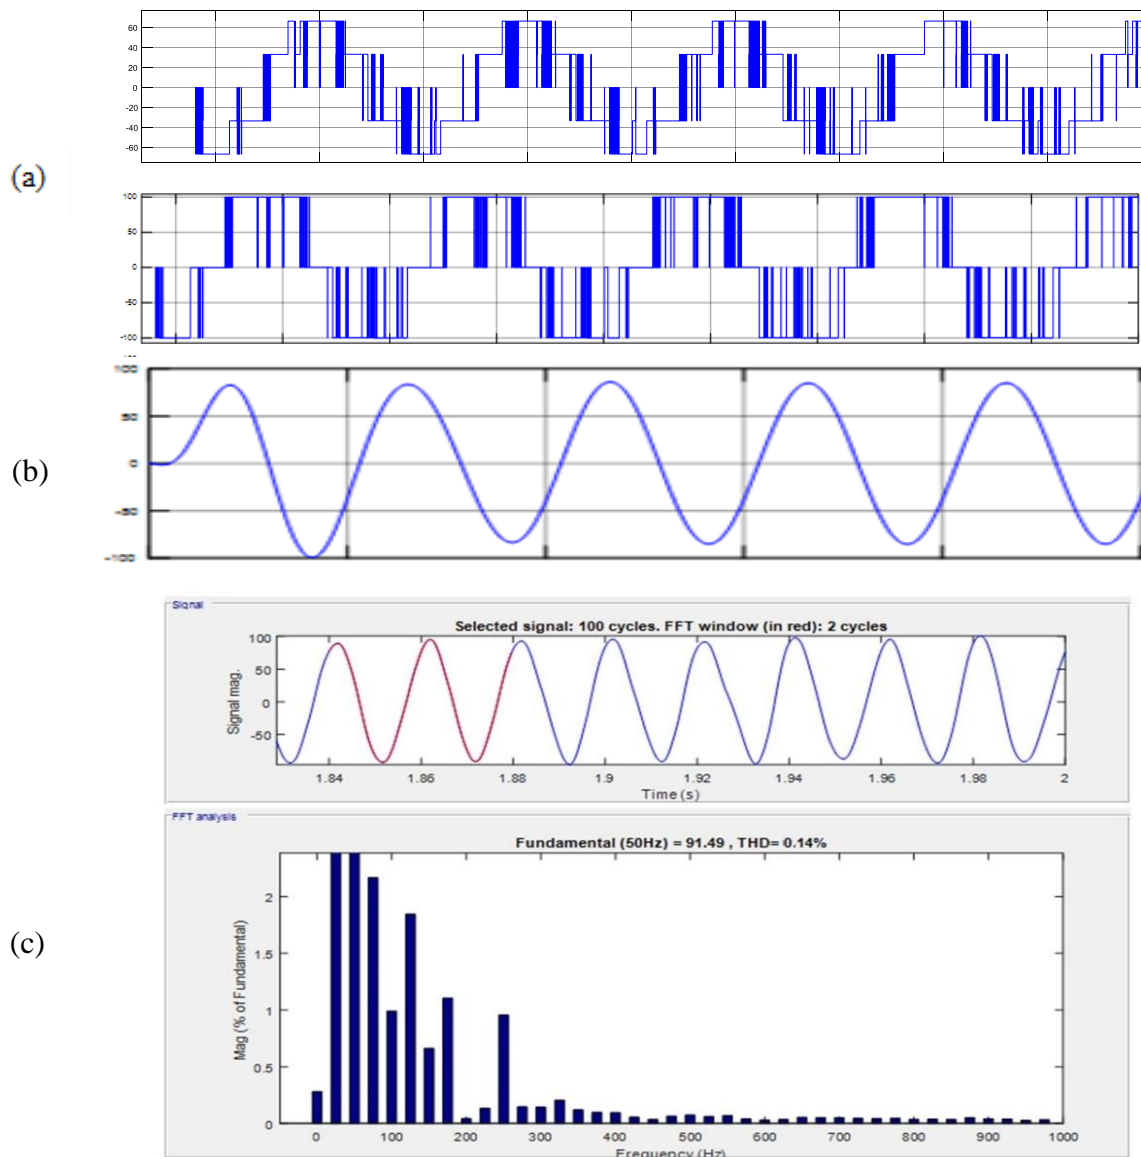 60
40
20
0
-20
-40
-60
(a)
100
50
0
-50
-100
100
50
0
-50
-100
(b)
Signal
Selected signal: 100 cycles. FFT window (in red): 2 cycles
Signal mag.
100
50
0
-50
1.84 1.86 1.88 1.9 1.92 1.94 1.96 1.98 2
Time (s)
FFT analysis
Fundamental (50Hz) = 91.49 , THD= 0.14%
(c)
Mag (% of Fundamental)
2
1.5
1
0.5
0
0 100 200 300 400 500 600 700 800 900 1000
Frequency (Hz)